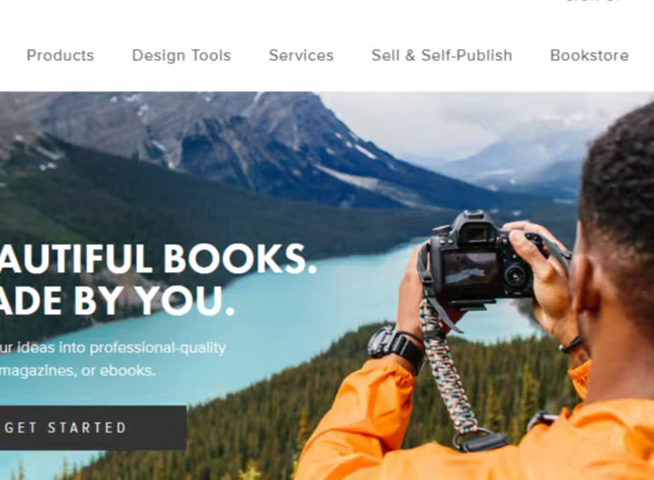 Products Design Tools Services Sell & Self-Publish Bookstore
AUTIFUL BOOKS.
ADE BY YOU.
ur ideas into professional-quality
magazines, or ebooks.
GET STARTED